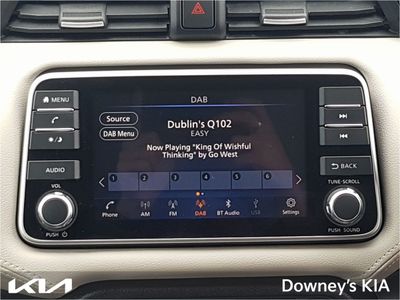 MENU
AUDIO
VOL
PUSH
DAB
Source
DAB Menu
Dublin's Q102
EASY
Now Playing "King Of Wishful
Thinking" by Go West
1 2 3 4 5 6
Phone AM FM DAB BT Audio USB Settings
BACK
TUNE-SCROLL
PUSH SOUND
KIA
Downey's KIA